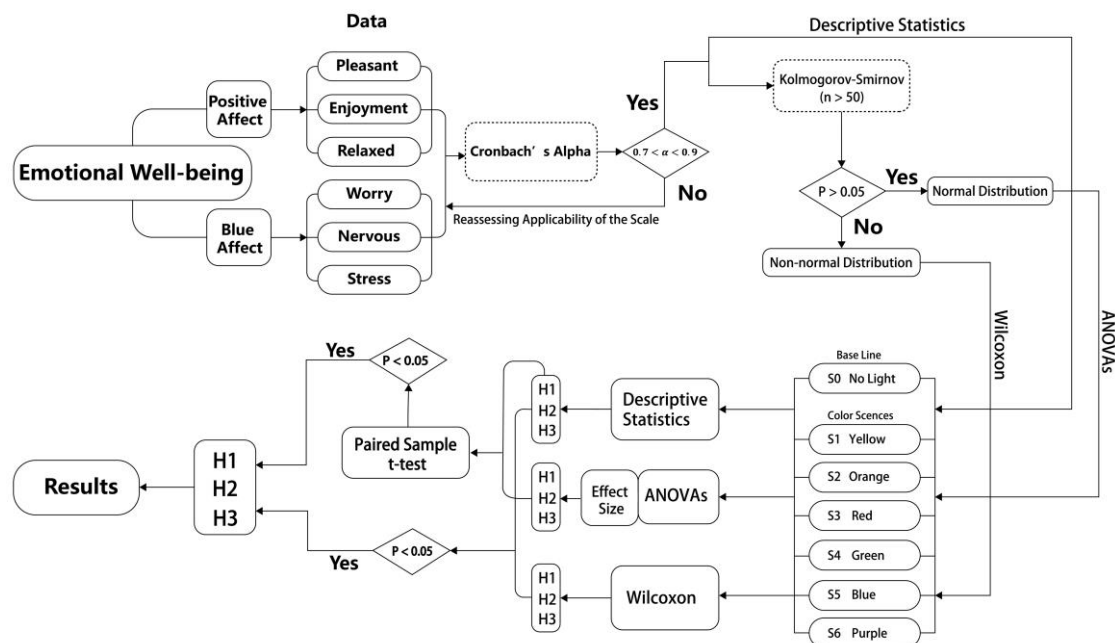 Data
Descriptive Statistics
Pleasant
Positive
Affect
Enjoyment
Relaxed
Emotional Well-being
Worry
Blue
Affect
Nervous
Stress
Cronbach’s Alpha
Yes
0.7 < α < 0.9
No
Reassessing Applicability of the Scale
Kolmogorov-Smirnov
(n > 50)
P > 0.05
Yes
Normal Distribution
No
Non-normal Distribution
Wilcoxon
ANOVAs
Base Line
S0 No Light
Color Scences
S1 Yellow
S2 Orange
S3 Red
S4 Green
S5 Blue
S6 Purple
Descriptive
Statistics
H1
H2
H3
ANOVAs
Effect
Size
H1
H2
H3
Wilcoxon
H1
H2
H3
Paired Sample
t-test
P < 0.05
Yes
P < 0.05
Yes
H1
H2
H3
Results